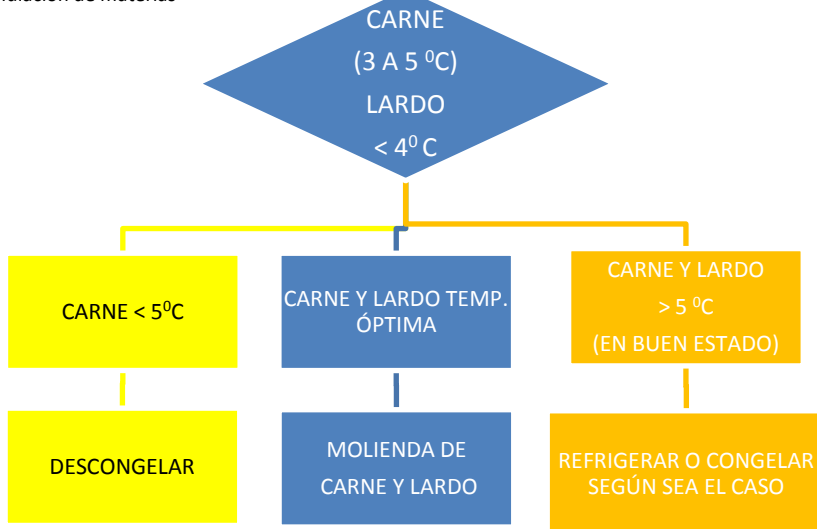 CARNE
(3 A 5 ⁰C)
LARDO
< 4⁰ C
CARNE < 5⁰C
CARNE Y LARDO TEMP.
ÓPTIMA
CARNE Y LARDO
> 5 ⁰C
(EN BUEN ESTADO)
DESCONGELAR
MOLIENDA DE
CARNE Y LARDO
REFRIGERAR O CONGELAR
SEGÚN SEA EL CASO